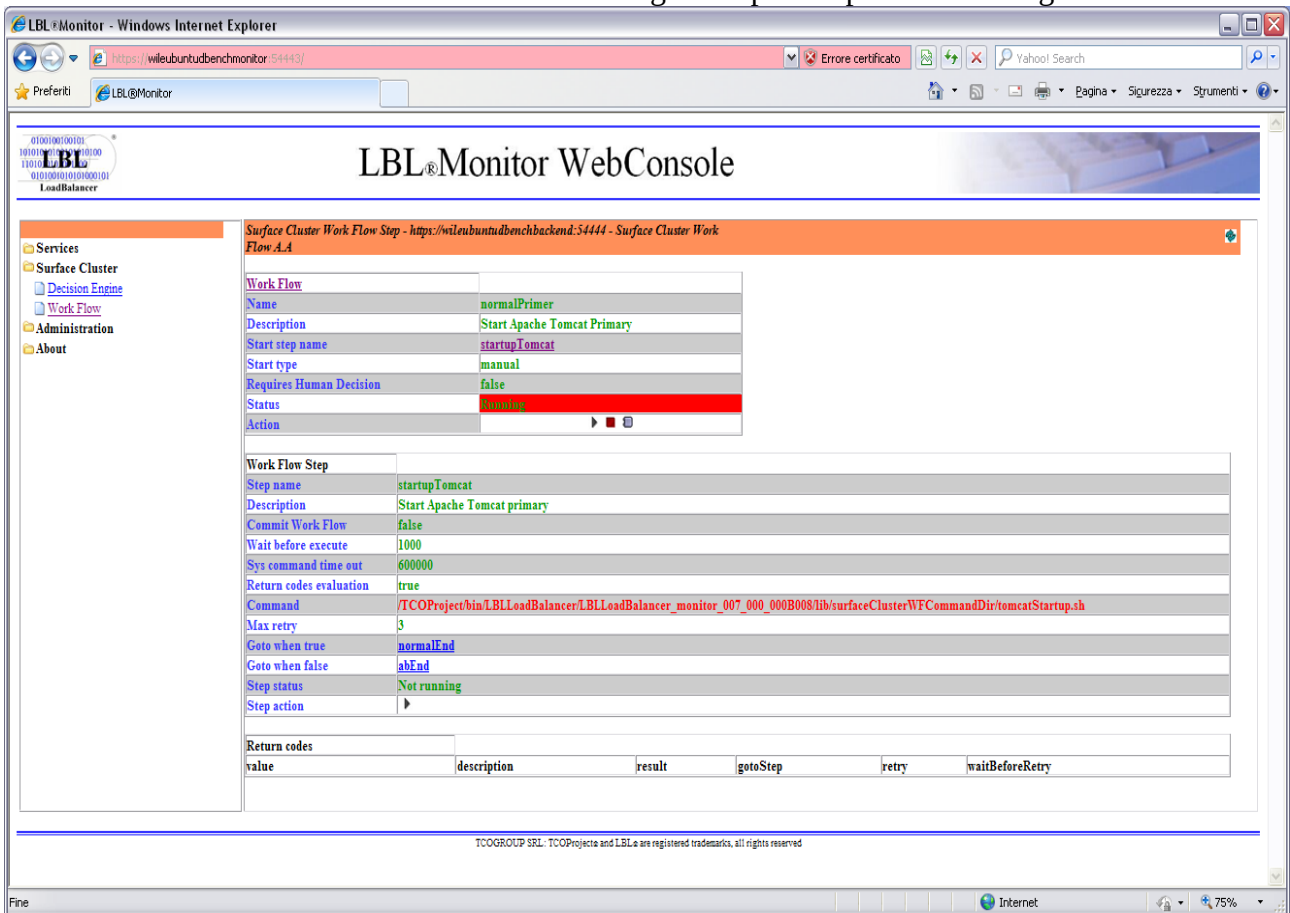 LBL®Monitor - Windows Internet Explorer
https://wileubuntudbenchmonitor:54443/
Errore certificato
Yahoo! Search
Preferiti
LBL®Monitor
Pagina
Sicurezza
Strumenti
LBL
LoadBalancer
LBL®Monitor WebConsole
Services
Surface Cluster
Decision Engine
Work Flow
Administration
About
Surface Cluster Work Flow Step - https://wileubuntudbenchbackend:54444 - Surface Cluster Work
Flow A.A
Work Flow
Name normalPrimer
Description Start Apache Tomcat Primary
Start step name startupTomcat
Start type manual
Requires Human Decision false
Status Running
Action
Work Flow Step
Step name startupTomcat
Description Start Apache Tomcat primary
Commit Work Flow false
Wait before execute 1000
Sys command time out 600000
Return codes evaluation true
Command /TCOProject/bin/LBLLoadBalancer/LBLLoadBalancer_monitor_007_000_000B008/lib/surfaceClusterWFCommandDir/tomcatStartup.sh
Max retry 3
Goto when true normalEnd
Goto when false abEnd
Step status Not running
Step action
Return codes
value description result gotoStep retry waitBeforeRetry
TCOGROUP SRL: TCOProject® and LBL® are registered trademarks, all rights reserved
Fine
Internet
75%